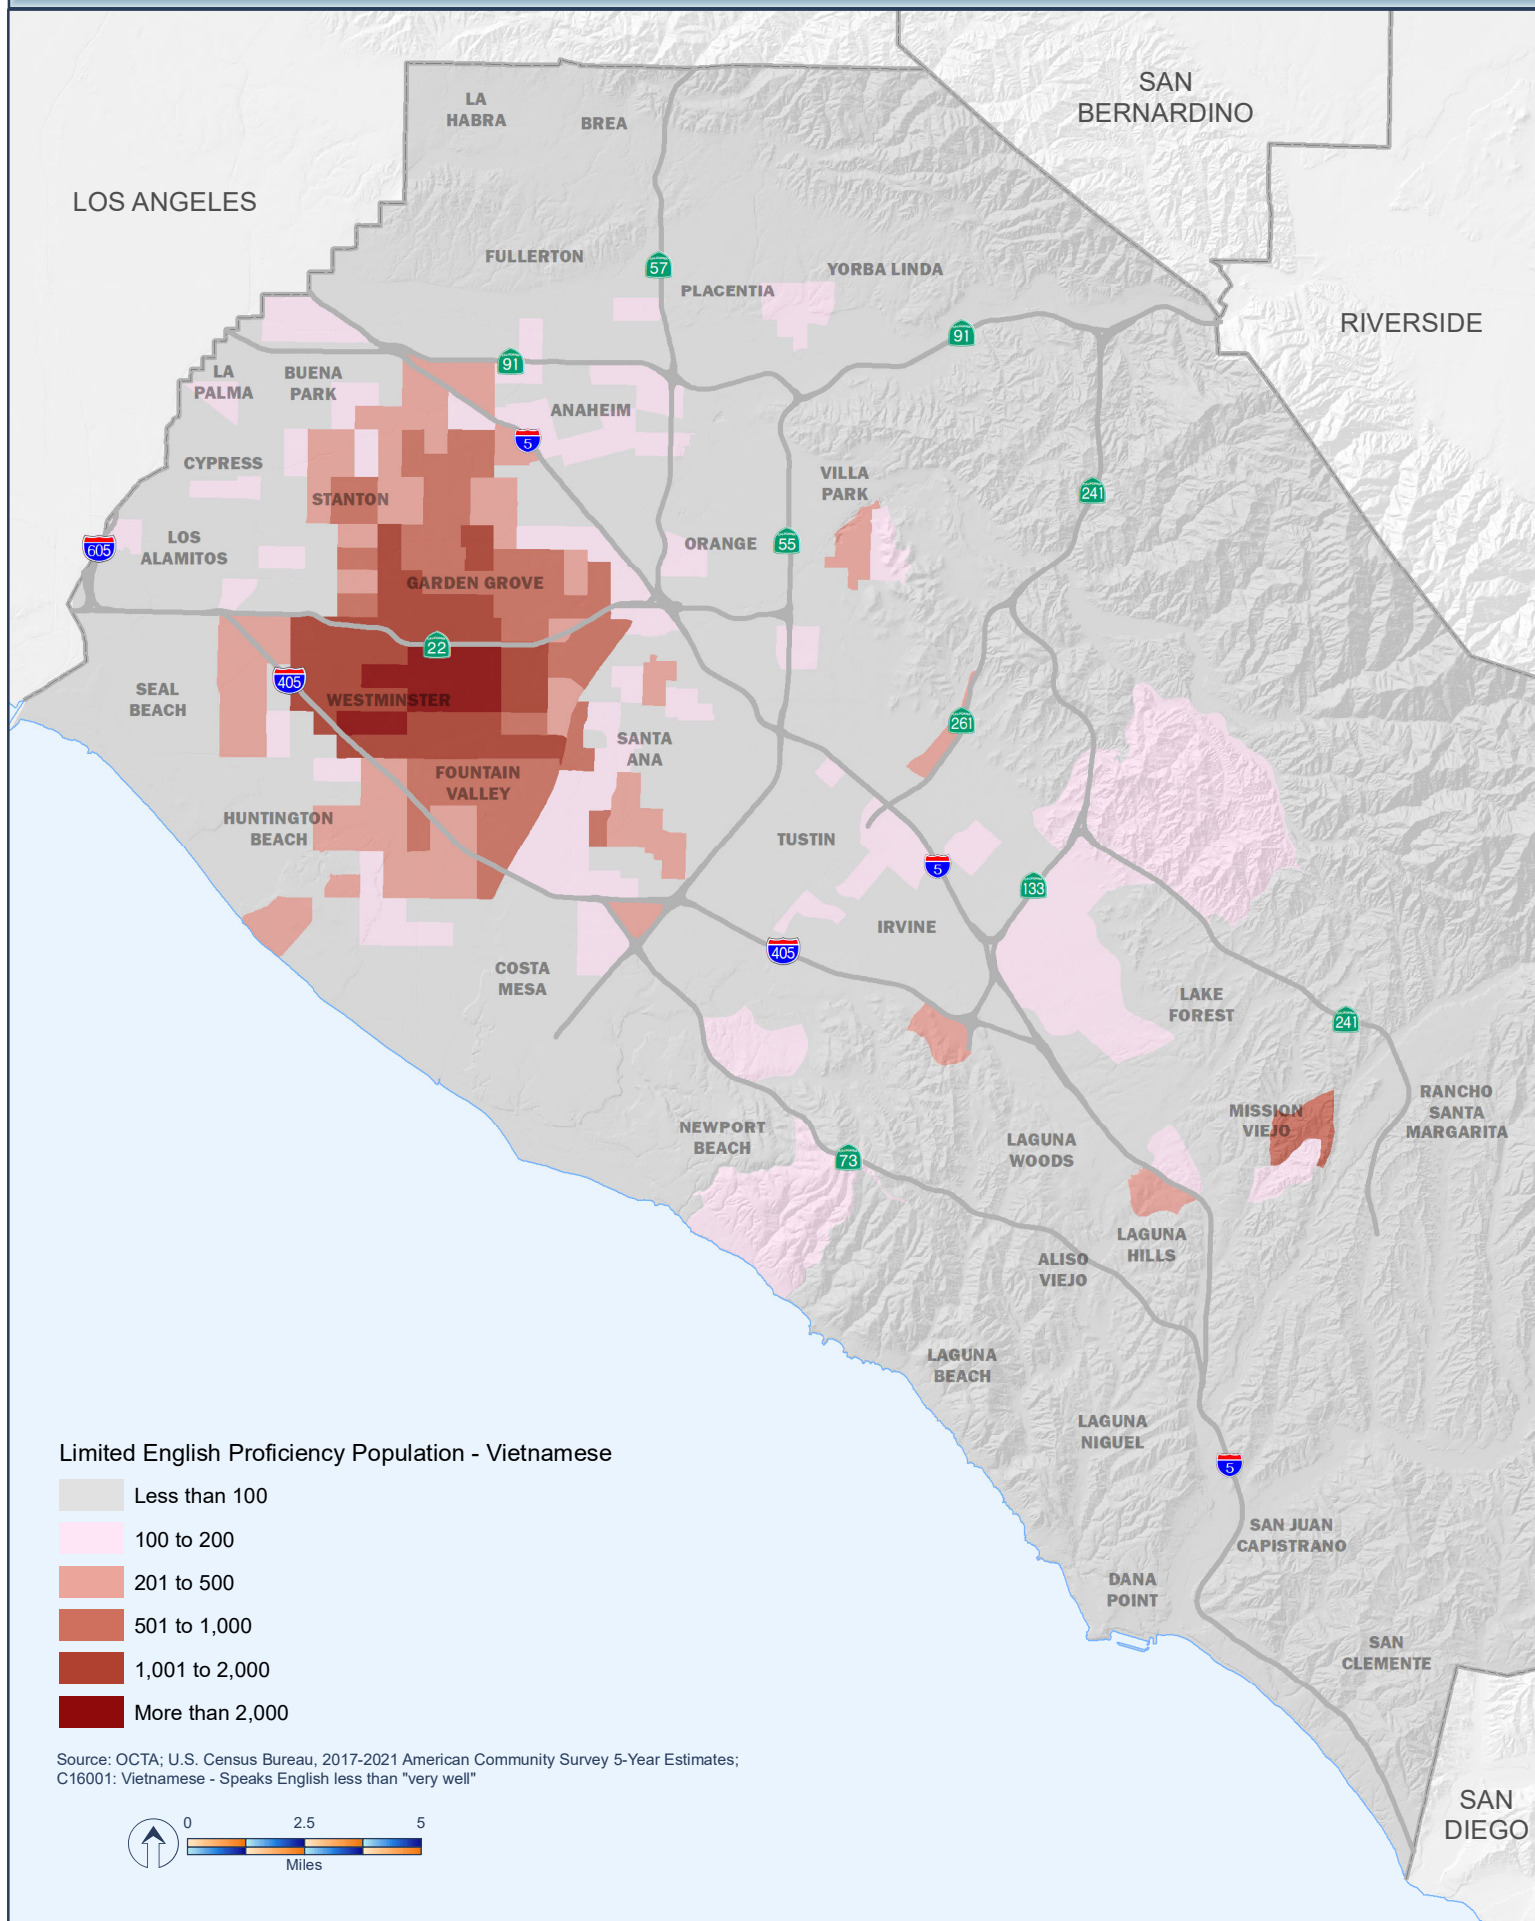 SAN
BERNARDINO
LA
HABRA
BREA
LOS ANGELES
FULLERTON
57
PLACENTIA
YORBA LINDA
RIVERSIDE
91
91
LA
PALMA
BUENA
PARK
ANAHEIM
5
CYPRESS
VILLA
PARK
STANTON
241
605
LOS
ALAMITOS
ORANGE
55
GARDEN GROVE
22
405
WESTMINSTER
SEAL
BEACH
261
SANTA
ANA
FOUNTAIN
VALLEY
HUNTINGTON
BEACH
TUSTIN
5
133
IRVINE
405
COSTA
MESA
LAKE
FOREST
241
MISSION
VIEJO
RANCHO
SANTA
MARGARITA
NEWPORT
BEACH
73
LAGUNA
WOODS
LAGUNA
HILLS
ALISO
VIEJO
LAGUNA
BEACH
LAGUNA
NIGUEL
5
SAN JUAN
CAPISTRANO
DANA
POINT
SAN
CLEMENTE
SAN
DIEGO
Limited English Proficiency Population - Vietnamese
Less than 100
100 to 200
201 to 500
501 to 1,000
1,001 to 2,000
More than 2,000
Source: OCTA; U.S. Census Bureau, 2017-2021 American Community Survey 5-Year Estimates;
C16001: Vietnamese - Speaks English less than "very well"
0 2.5 5
Miles